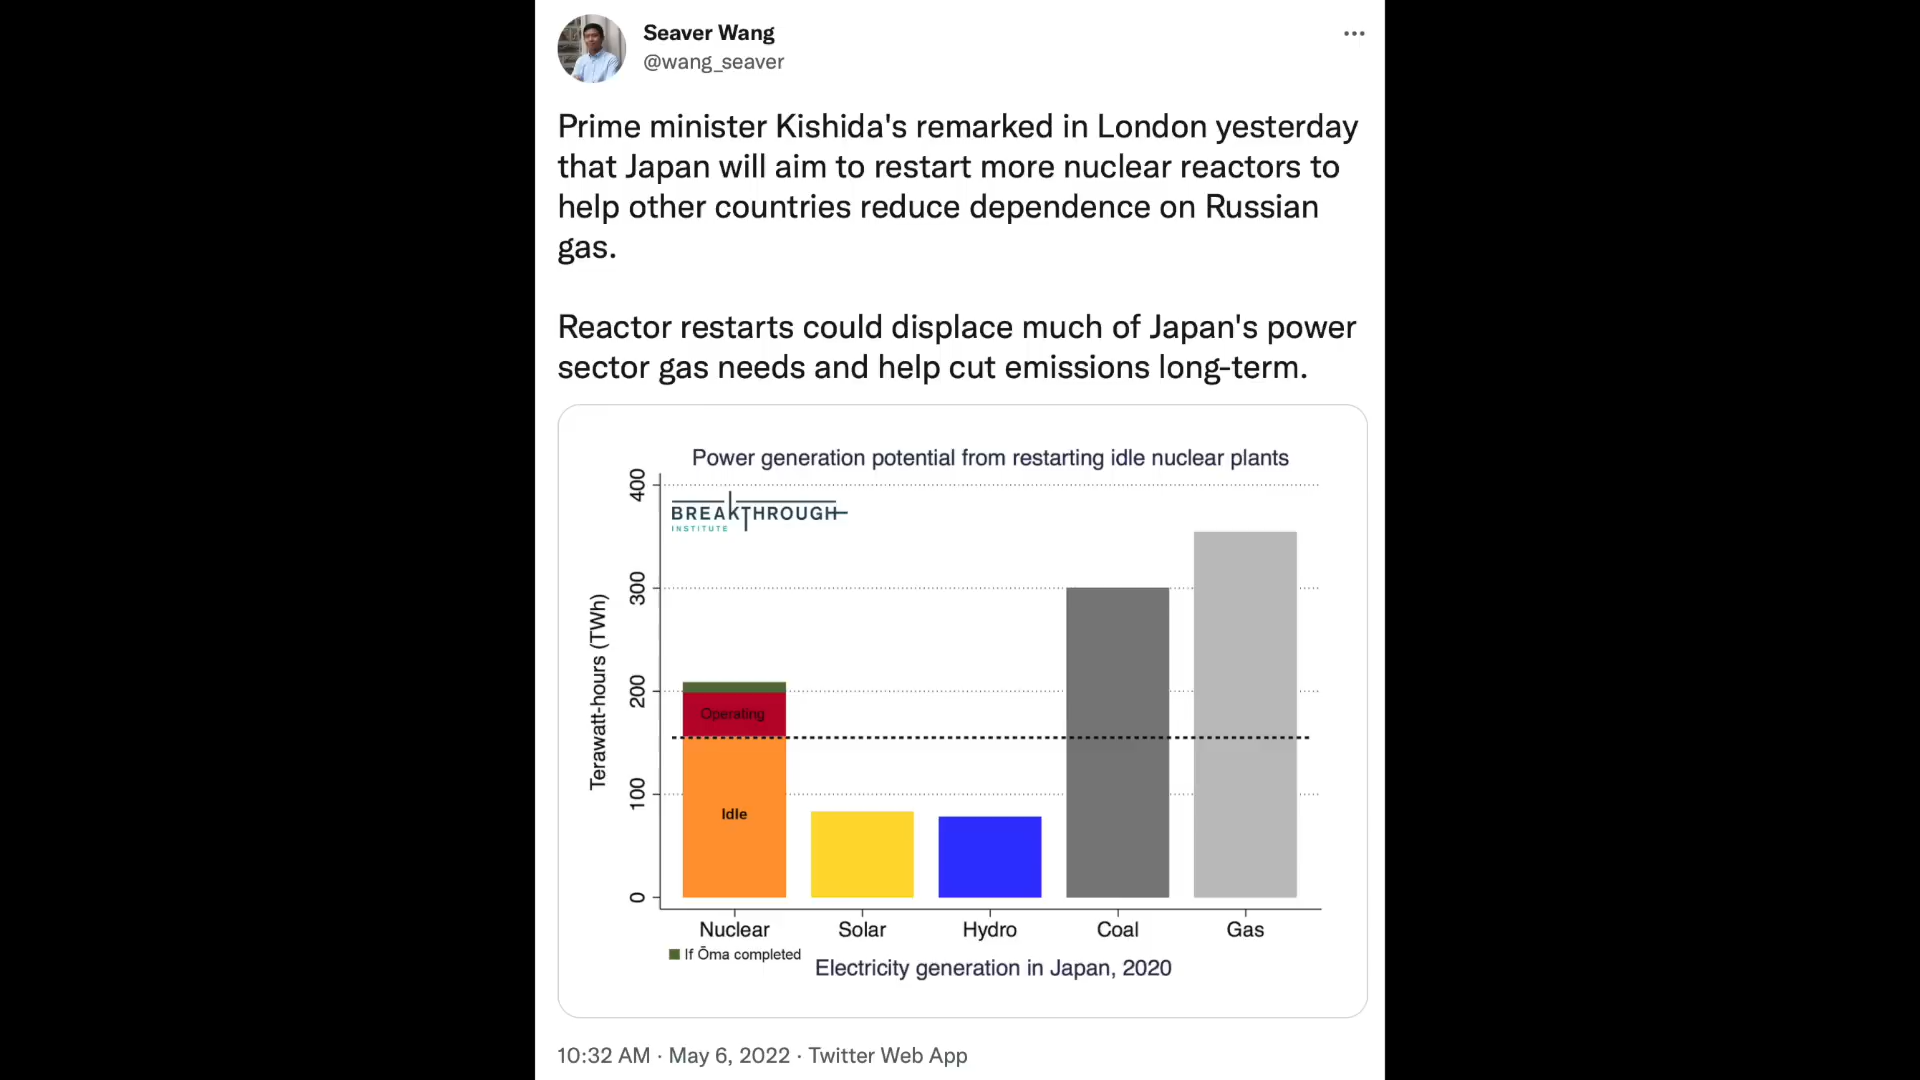 Seaver Wang
@wang_seaver
Prime minister Kishida's remarked in London yesterday
that Japan will aim to restart more nuclear reactors to
help other countries reduce dependence on Russian
gas.
Reactor restarts could displace much of Japan's power
sector gas needs and help cut emissions long-term.
Power generation potential from restarting idle nuclear plants
BREAKTHROUGH
INSTITUTE
Terawatt-hours (TWh)
400
300
200
100
0
Operating
Idle
Nuclear Solar Hydro Coal Gas
If Ōma completed
Electricity generation in Japan, 2020
10:32 AM · May 6, 2022 · Twitter Web App